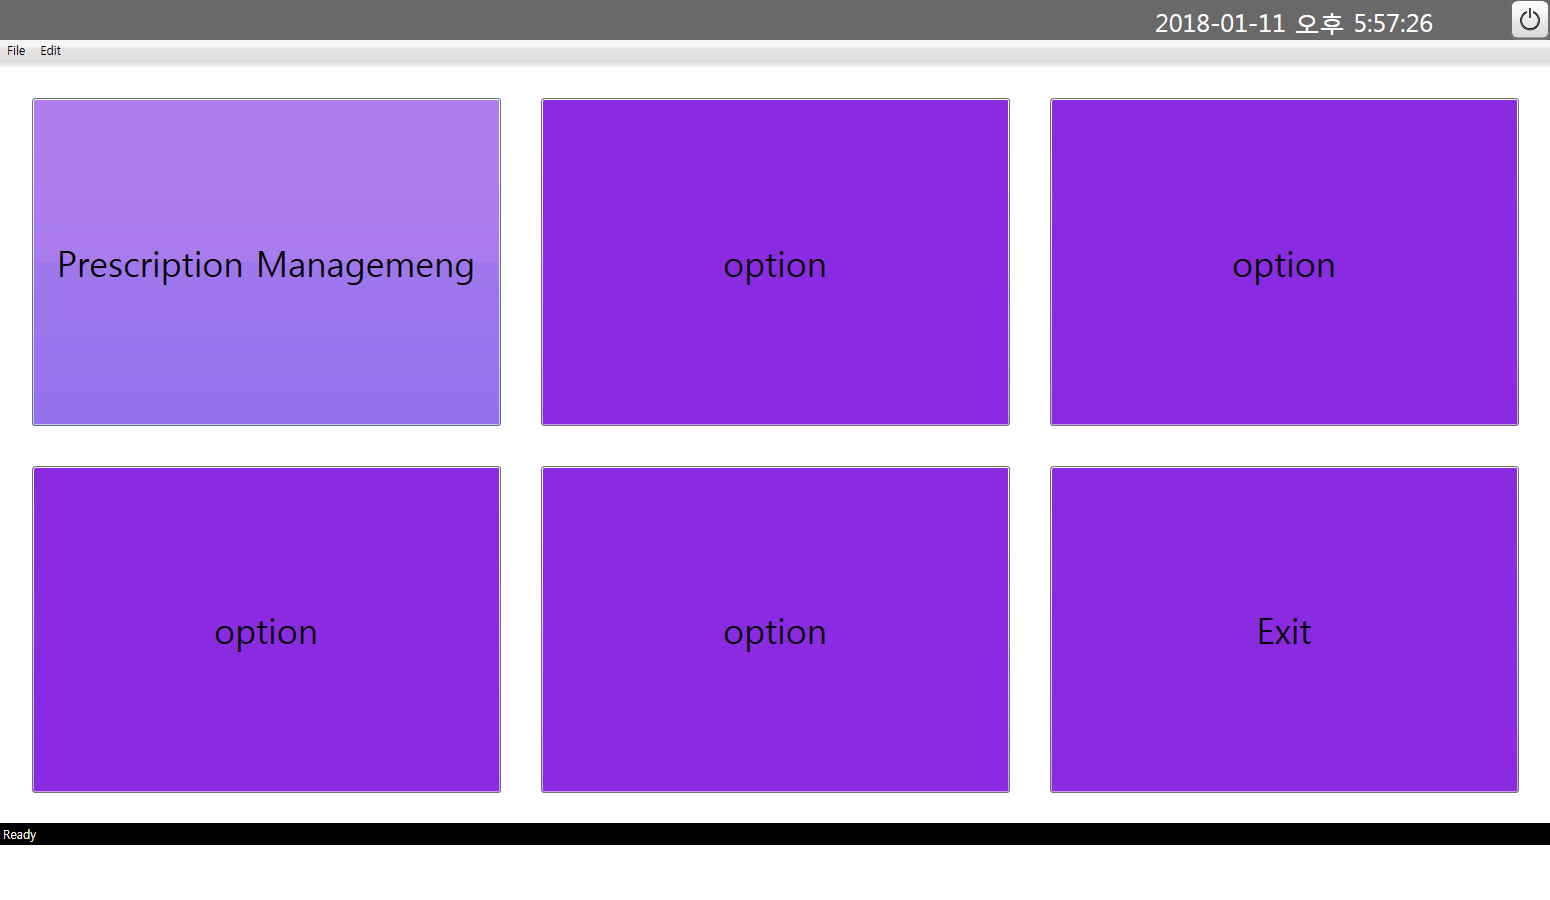 2018-01-11 오후 5:57:26
File Edit
Prescription Managemeng
option
option
option
option
Exit
Ready